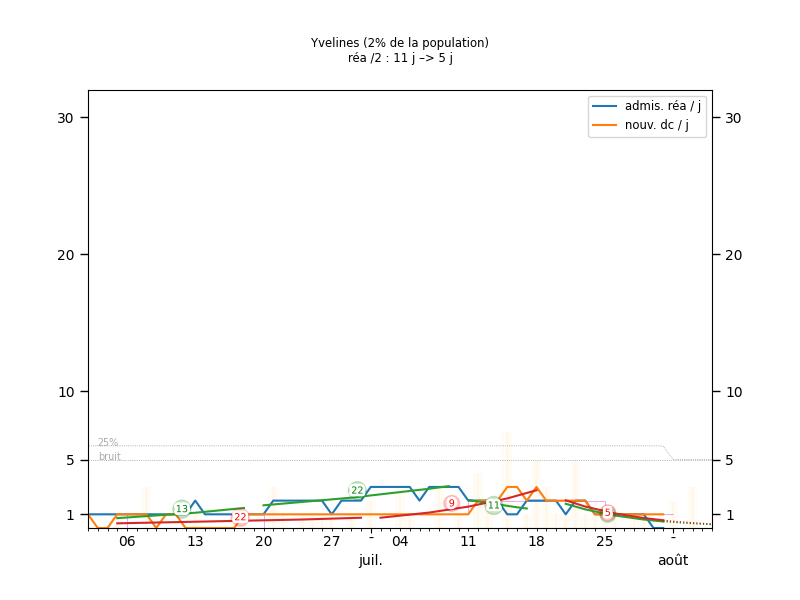 Yvelines (2% de la population)
réa /2 : 11 j –> 5 j
admis. réa / j
nouv. dc / j
30 30
20 20
10 10
25%
bruit
5 5
1 1
13 22 22 9 11 5
06 13 20 27 - 04 11 18 25 -
juil. août